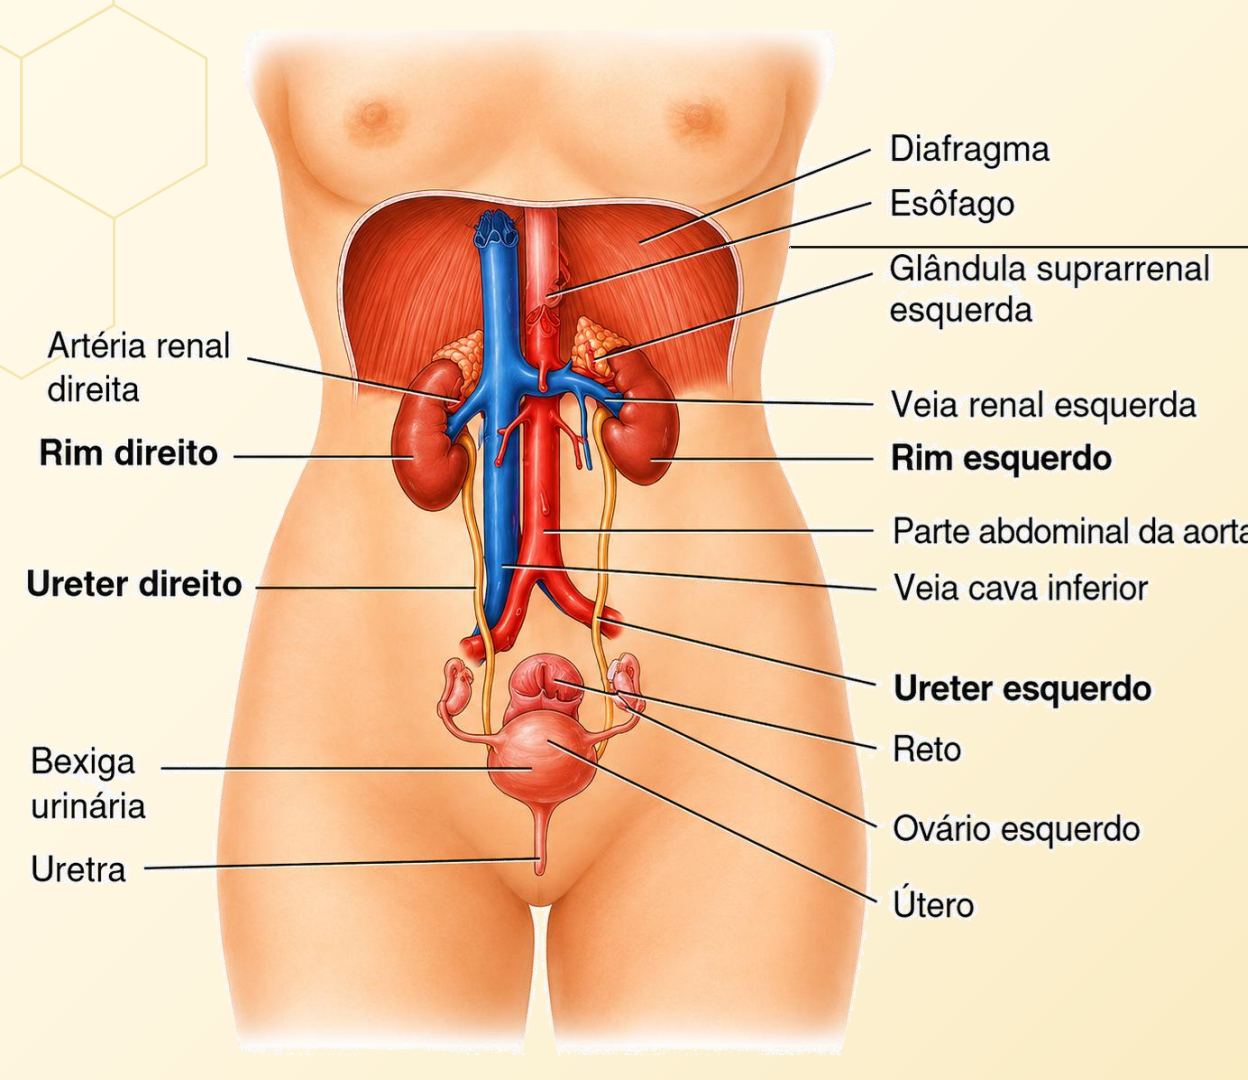 Diafragma
Esôfago
Glândula suprarrenal
esquerda
Artéria renal
direita
Veia renal esquerda
Rim direito
Rim esquerdo
Parte abdominal da aorta
Ureter direito
Veia cava inferior
Ureter esquerdo
Reto
Bexiga
urinária
Ovário esquerdo
Uretra
Útero